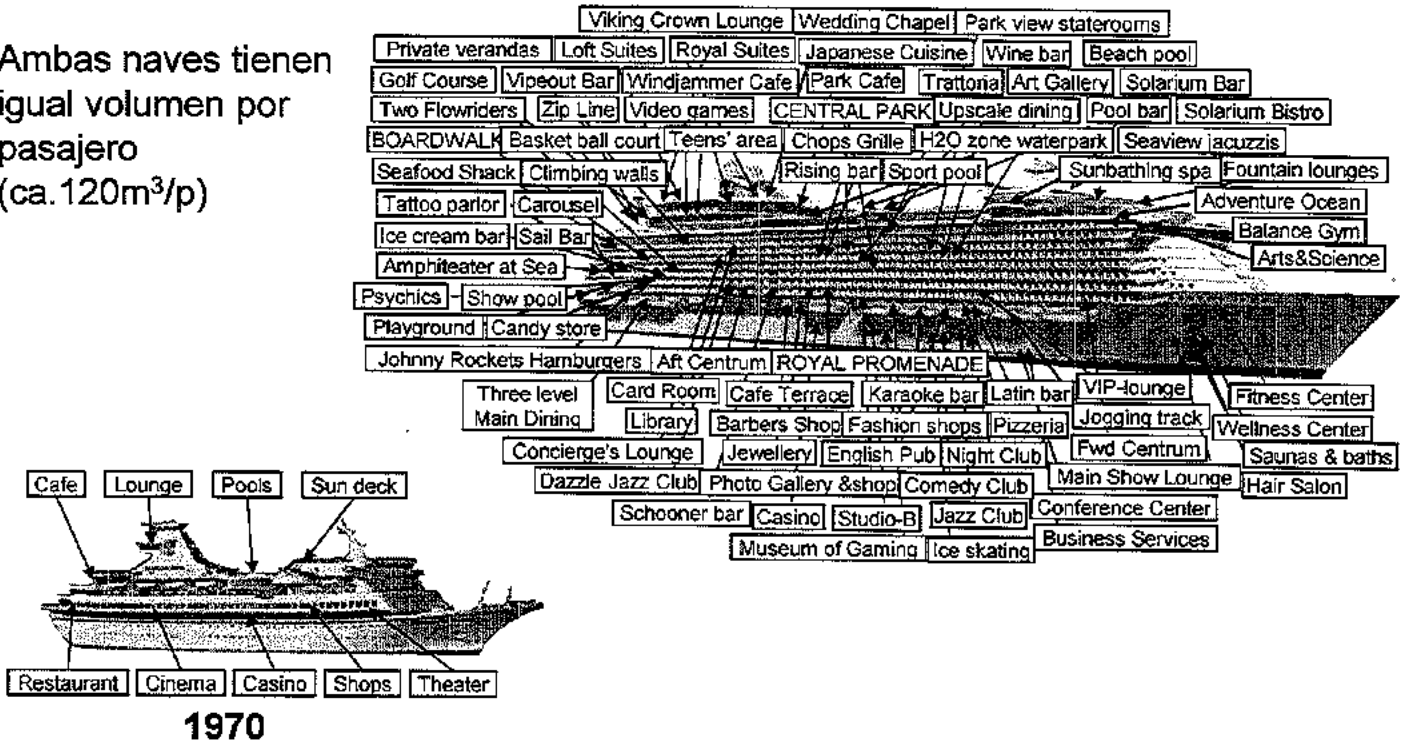 Ambas naves tienen
igual volumen por
pasajero
(ca.120m³/p)
Viking Crown Lounge Wedding Chapel Park view staterooms
Private verandas Loft Suites Royal Suites Japanese Cuisine Wine bar Beach pool
Golf Course Vipeout Bar Windjammer Cafe Park Cafe Trattoria Art Gallery Solarium Bar
Two Flowriders Zip Line Video games CENTRAL PARK Upscale dining Pool bar Solarium Bistro
BOARDWALK Basket ball court Teens' area Chops Grille H2O zone waterpark Seaview jacuzzis
Seafood Shack Climbing walls Rising bar Sport pool Sunbathing spa Fountain lounges
Tattoo parlor Carousel Adventure Ocean
Ice cream bar Sail Bar Balance Gym
Amphiteater at Sea Arts&Science
Psychics Show pool
Playground Candy store
Johnny Rockets Hamburgers Aft Centrum ROYAL PROMENADE
Three level
Main Dining
Card Room Cafe Terrace Karaoke bar Latin bar VIP-lounge Fitness Center
Library Barbers Shop Fashion shops Pizzeria Jogging track Wellness Center
Concierge's Lounge Jewellery English Pub Night Club Fwd Centrum Saunas & baths
Dazzle Jazz Club Photo Gallery &shop Comedy Club Main Show Lounge Hair Salon
Schooner bar Casino Studio-B Jazz Club Conference Center
Museum of Gaming Ice skating Business Services
Cafe Lounge Pools Sun deck
Restaurant Cinema Casino Shops Theater
1970